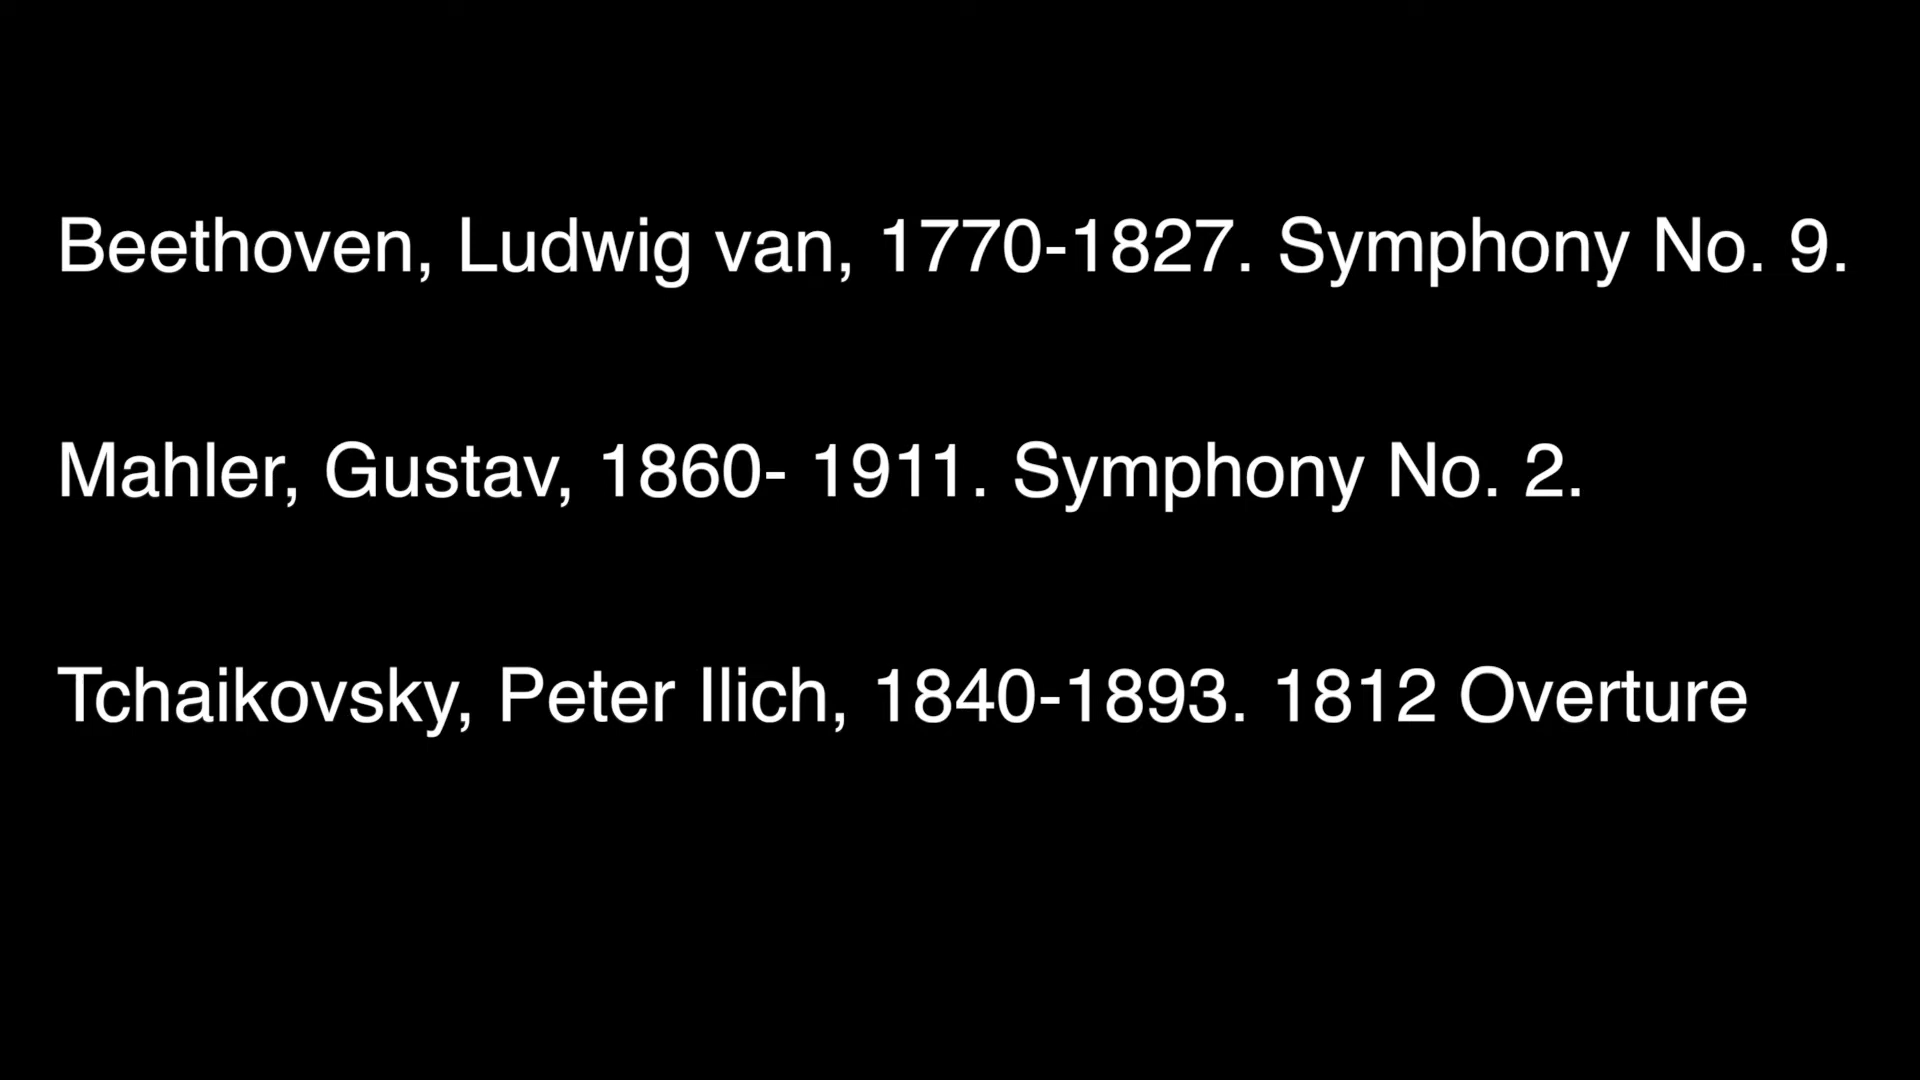 Beethoven, Ludwig van, 1770-1827. Symphony No. 9.
Mahler, Gustav, 1860- 1911. Symphony No. 2.
Tchaikovsky, Peter Ilich, 1840-1893. 1812 Overture